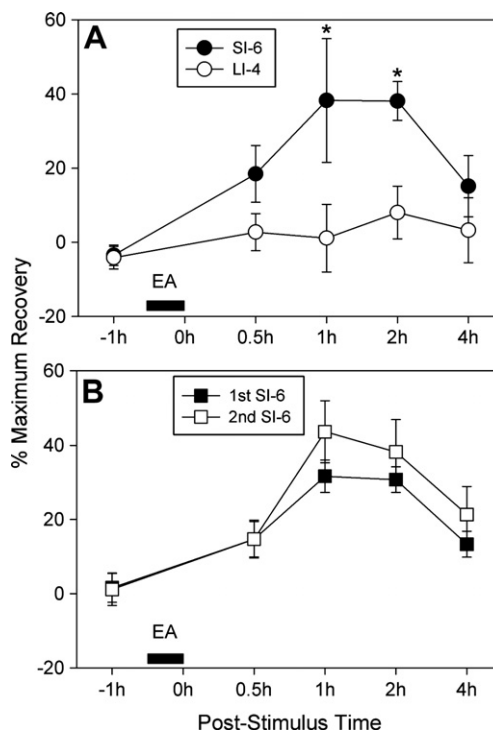 A
SI-6
LI-4
* *
60
40
20
0
-20
EA
-1h 0h 0.5h 1h 2h 4h
% Maximum Recovery
B
1st SI-6
2nd SI-6
60
40
20
0
-20
EA
-1h 0h 0.5h 1h 2h 4h
Post-Stimulus Time